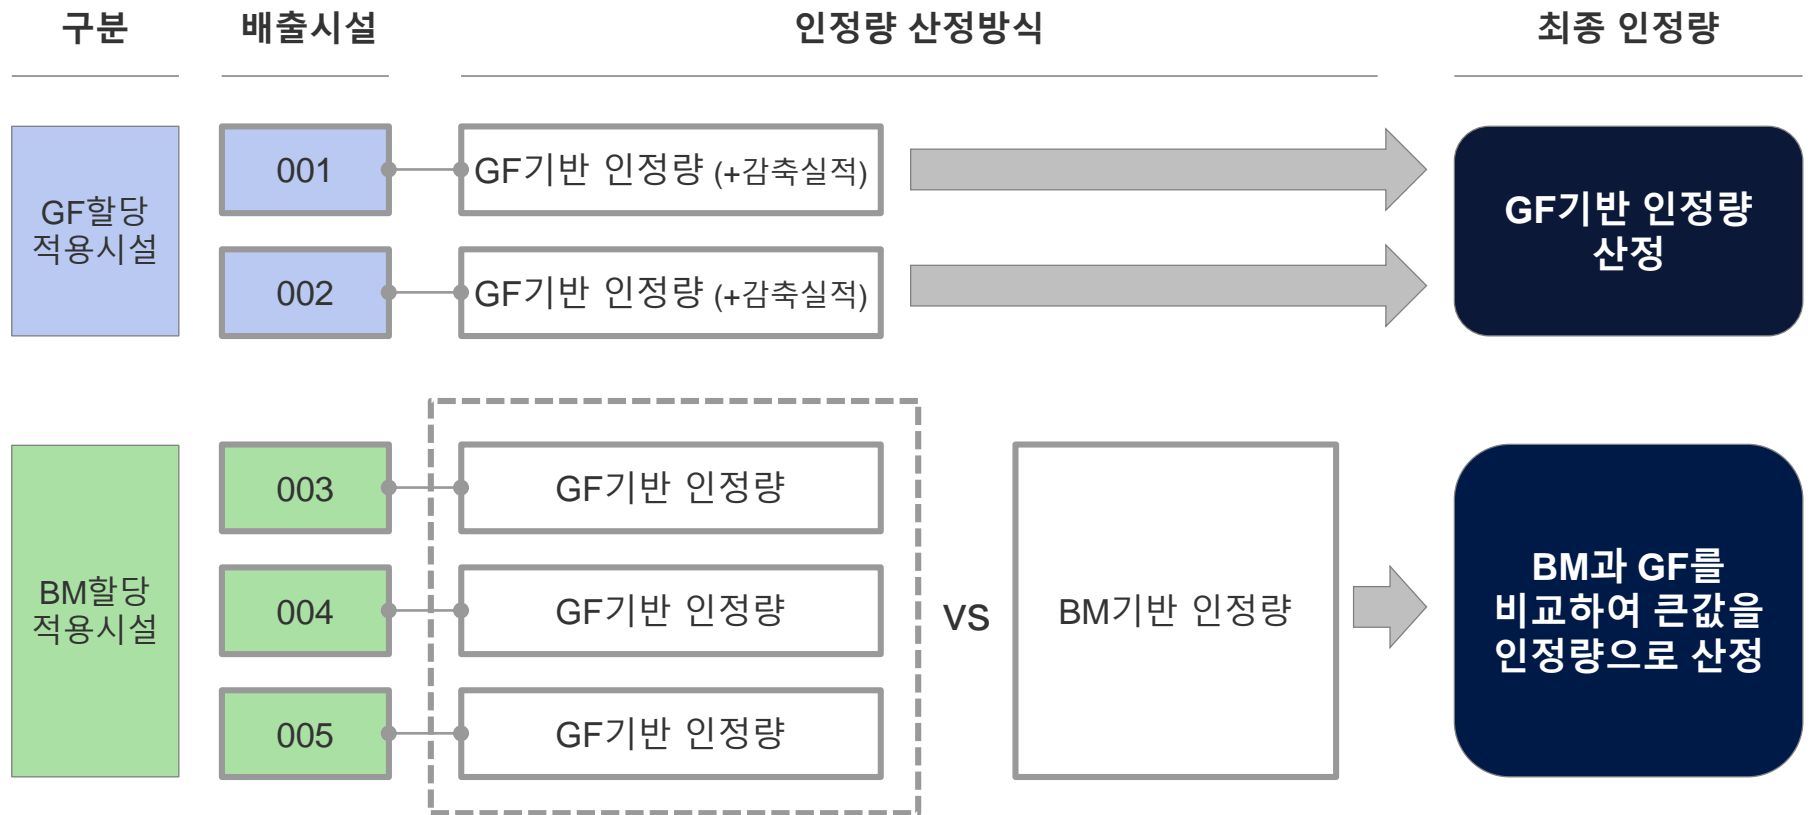 구분
배출시설
인정량 산정방식
최종 인정량
GF할당
적용시설
001
GF기반 인정량 (+감축실적)
002
GF기반 인정량 (+감축실적)
GF기반 인정량
산정
BM할당
적용시설
003
GF기반 인정량
004
GF기반 인정량
005
GF기반 인정량
vs
BM기반 인정량
BM과 GF를
비교하여 큰값을
인정량으로 산정